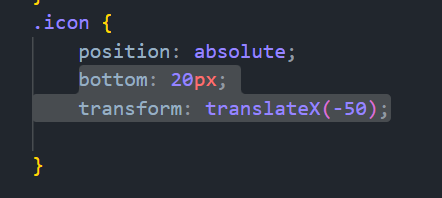 .icon {
position: absolute;
bottom: 20px;
transform: translateX(-50);
}